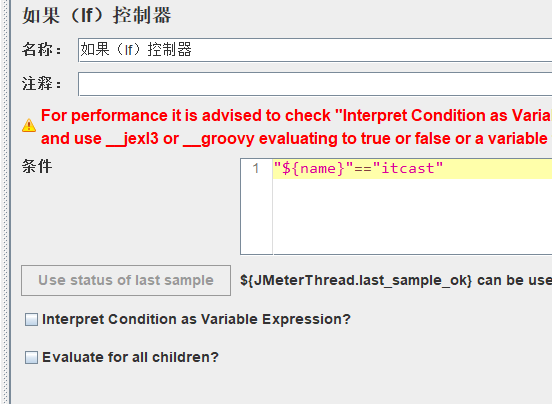 如果（If）控制器
名称： 如果（If）控制器
注释：
For performance it is advised to check "Interpret Condition as Varia
and use __jexl3 or __groovy evaluating to true or false or a variable
条件 1 "${name}"=="itcast"
Use status of last sample ${JMeterThread.last_sample_ok} can be use
Interpret Condition as Variable Expression?
Evaluate for all children?